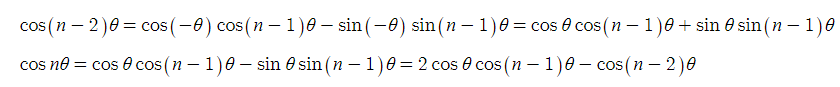 cos(n − 2)θ = cos(−θ) cos(n − 1)θ − sin(−θ) sin(n − 1)θ = cos θ cos(n − 1)θ + sin θ sin(n − 1)θ
cos nθ = cos θ cos(n − 1)θ − sin θ sin(n − 1)θ = 2 cos θ cos(n − 1)θ − cos(n − 2)θ